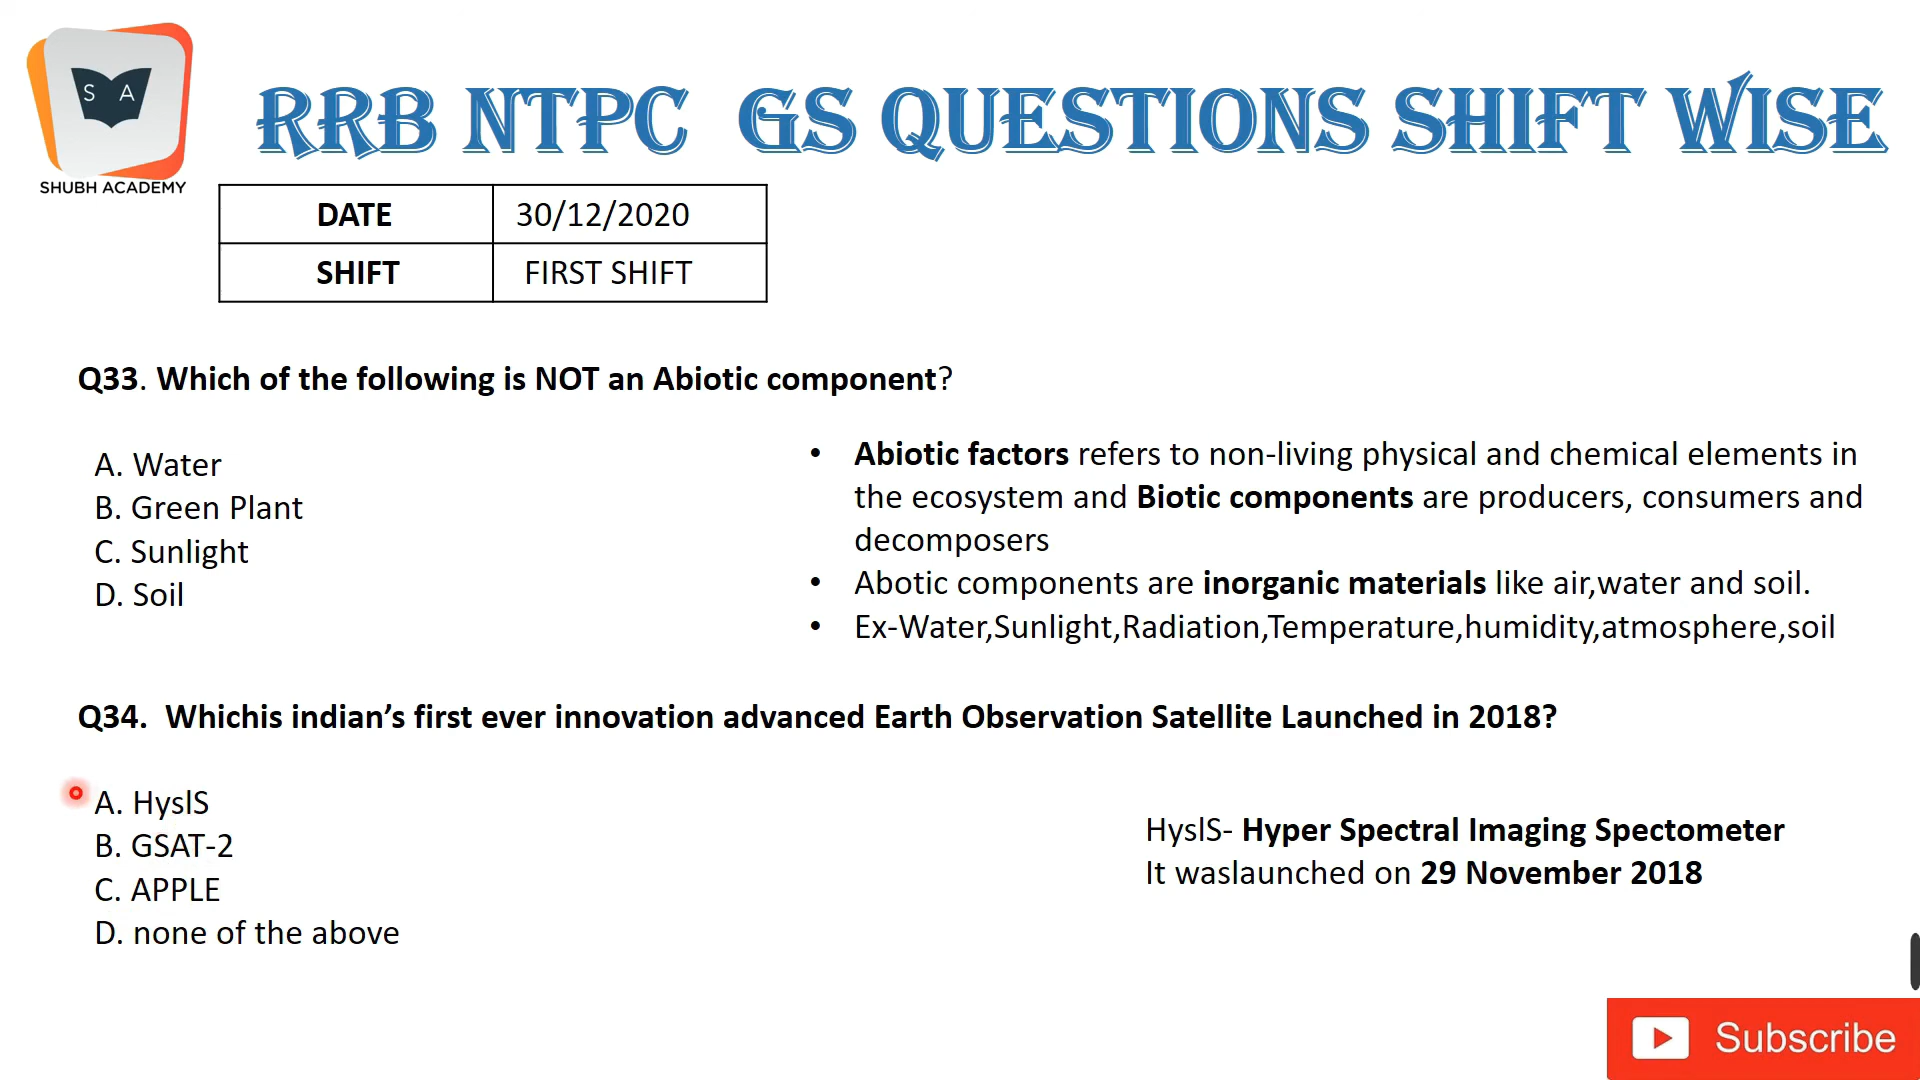 S A
SHUBH ACADEMY
RRB NTPC GS QUESTIONS SHIFT WISE
DATE 30/12/2020
SHIFT FIRST SHIFT
Q33. Which of the following is NOT an Abiotic component?
A. Water
B. Green Plant
C. Sunlight
D. Soil
• Abiotic factors refers to non-living physical and chemical elements in
the ecosystem and Biotic components are producers, consumers and
decomposers
• Abotic components are inorganic materials like air,water and soil.
• Ex-Water,Sunlight,Radiation,Temperature,humidity,atmosphere,soil
Q34. Whichis indian’s first ever innovation advanced Earth Observation Satellite Launched in 2018?
A. HyslS
B. GSAT-2
C. APPLE
D. none of the above
HyslS- Hyper Spectral Imaging Spectometer
It waslaunched on 29 November 2018
Subscribe